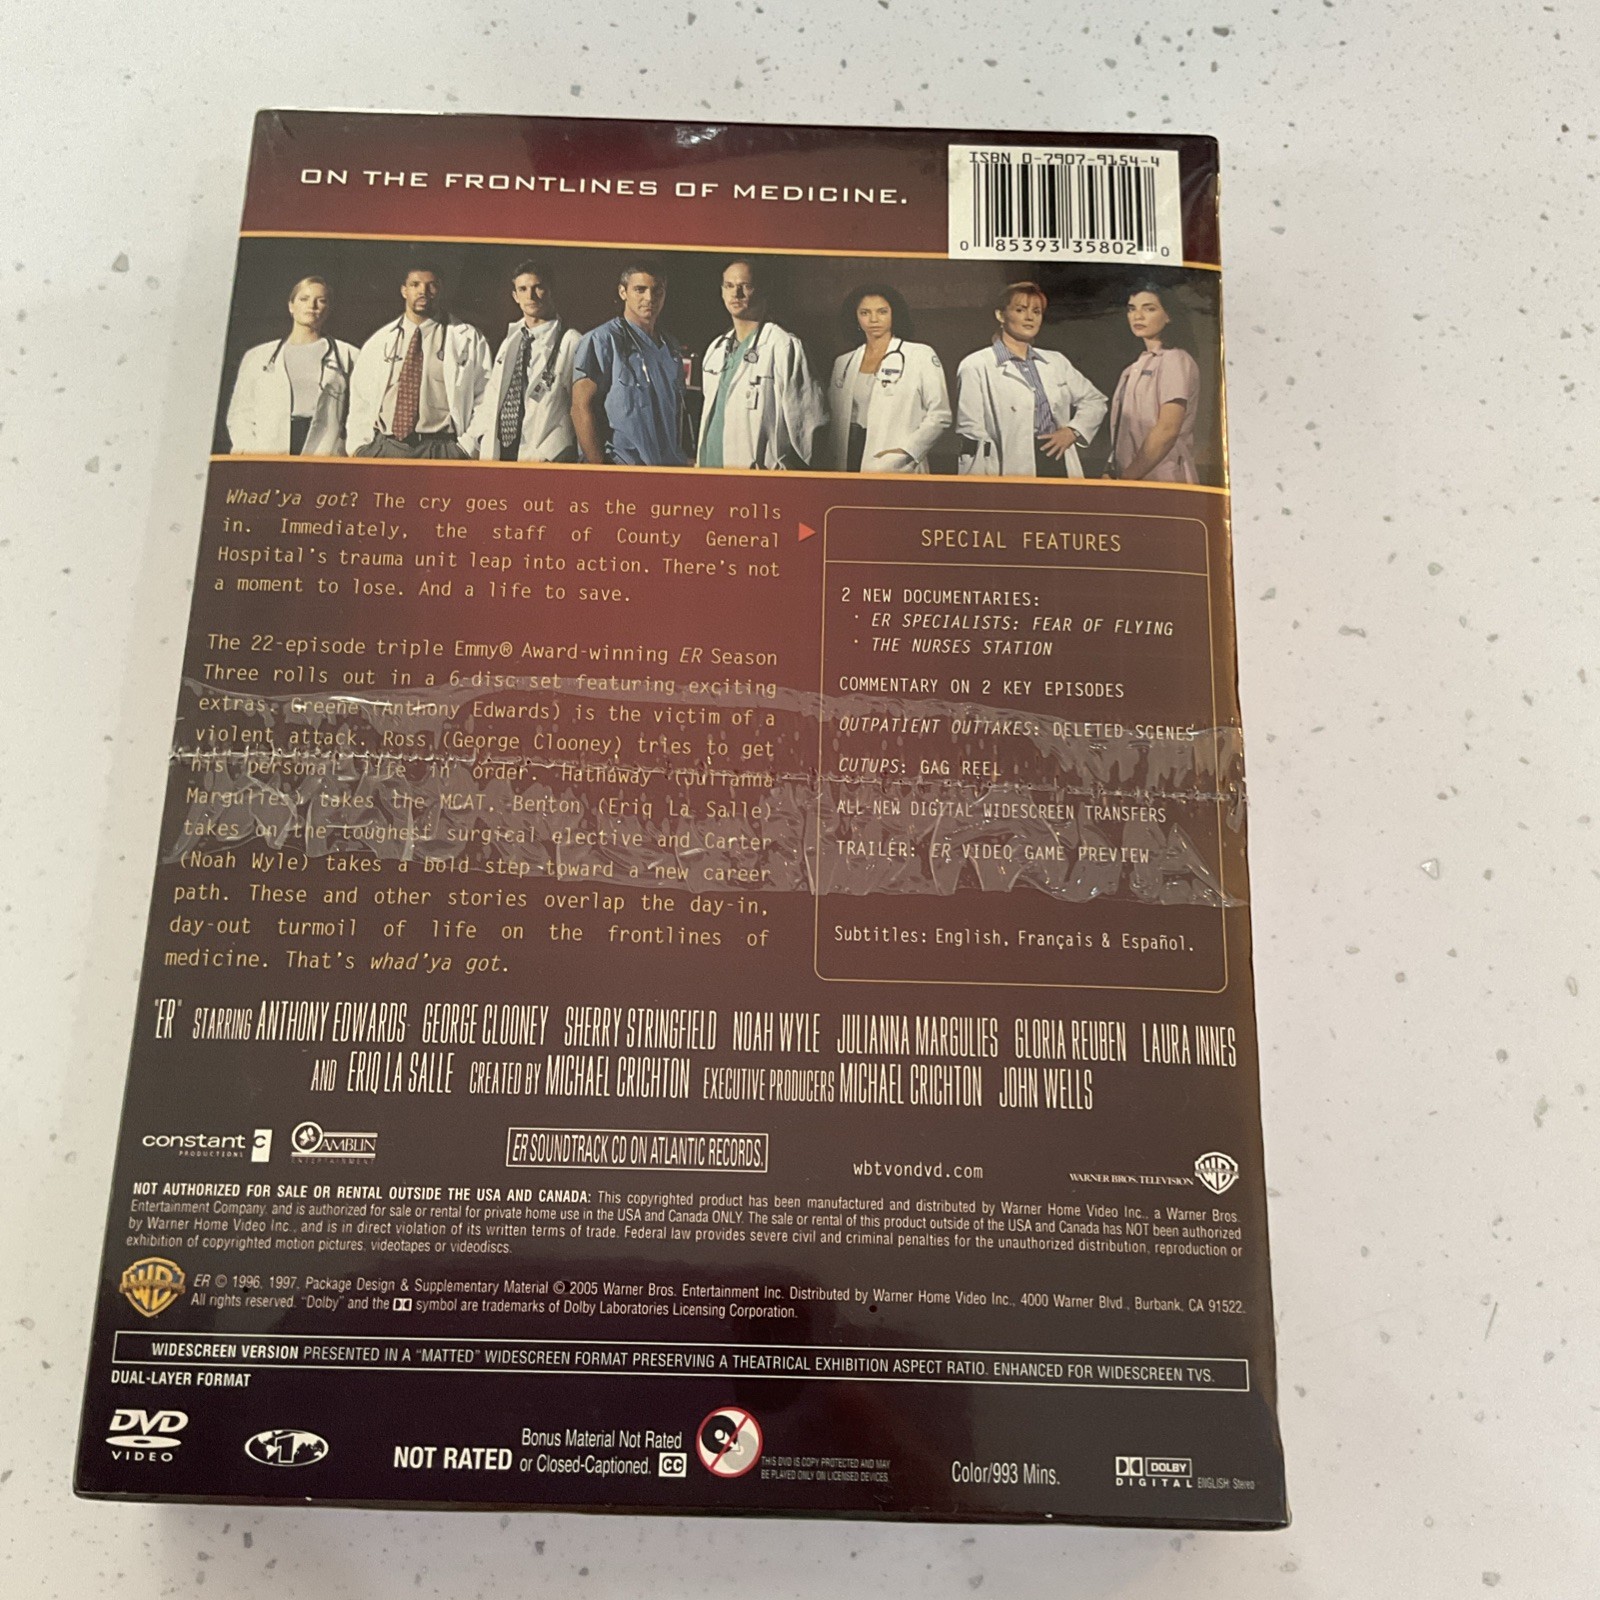 ON THE FRONTLINES OF MEDICINE.
ISBN 0-7907-9154-4
0 85393 35802 0
Whad'ya got? The cry goes out as the gurney rolls
in. Immediately, the staff of County General
Hospital's trauma unit leap into action. There's not
a moment to lose. And a life to save.
The 22-episode triple Emmy® Award-winning ER Season
Three rolls out in a 6-disc set featuring exciting
extras. Greene (Anthony Edwards) is the victim of a
violent attack. Ross (George Clooney) tries to get
his personal life in order. Hathaway (Julianna
Margulies) takes the MCAT. Benton (Eriq La Salle)
takes on the toughest surgical elective and Carter
(Noah Wyle) takes a bold step toward a new career
path. These and other stories overlap the day-in,
day-out turmoil of life on the frontlines of
medicine. That's whad'ya got.
SPECIAL FEATURES
2 NEW DOCUMENTARIES:
· ER SPECIALISTS: FEAR OF FLYING
· THE NURSES STATION
COMMENTARY ON 2 KEY EPISODES
OUTPATIENT OUTTAKES: DELETED SCENES
CUTUPS: GAG REEL
ALL-NEW DIGITAL WIDESCREEN TRANSFERS
TRAILER: ER VIDEO GAME PREVIEW
Subtitles: English, Français & Español.
"ER" STARRING ANTHONY EDWARDS GEORGE CLOONEY SHERRY STRINGFIELD NOAH WYLE JULIANNA MARGULIES GLORIA REUBEN LAURA INNES
AND ERIQ LA SALLE CREATED BY MICHAEL CRICHTON EXECUTIVE PRODUCERS MICHAEL CRICHTON JOHN WELLS
constant c
PRODUCTIONS
AMBLIN
ENTERTAINMENT
ER SOUNDTRACK CD ON ATLANTIC RECORDS.
wbtvondvd.com
WARNER BROS. TELEVISION
NOT AUTHORIZED FOR SALE OR RENTAL OUTSIDE THE USA AND CANADA: This copyrighted product has been manufactured and distributed by Warner Home Video Inc., a Warner Bros.
Entertainment Company, and is authorized for sale or rental for private home use in the USA and Canada ONLY. The sale or rental of this product outside of the USA and Canada has NOT been authorized
by Warner Home Video Inc., and is in direct violation of its written terms of trade. Federal law provides severe civil and criminal penalties for the unauthorized distribution, reproduction or
exhibition of copyrighted motion pictures, videotapes or videodiscs.
ER © 1996, 1997, Package Design & Supplementary Material © 2005 Warner Bros. Entertainment Inc. Distributed by Warner Home Video Inc., 4000 Warner Blvd., Burbank, CA 91522.
All rights reserved. "Dolby" and the DD symbol are trademarks of Dolby Laboratories Licensing Corporation.
WIDESCREEN VERSION PRESENTED IN A "MATTED" WIDESCREEN FORMAT PRESERVING A THEATRICAL EXHIBITION ASPECT RATIO. ENHANCED FOR WIDESCREEN TVS.
DUAL-LAYER FORMAT
DVD
VIDEO
1
NOT RATED
Bonus Material Not Rated
or Closed-Captioned. CC
THIS DVD IS COPY PROTECTED AND MAY
BE PLAYED ONLY ON LICENSED DEVICES.
Color/993 Mins.
DOLBY
DIGITAL ENGLISH: Stereo